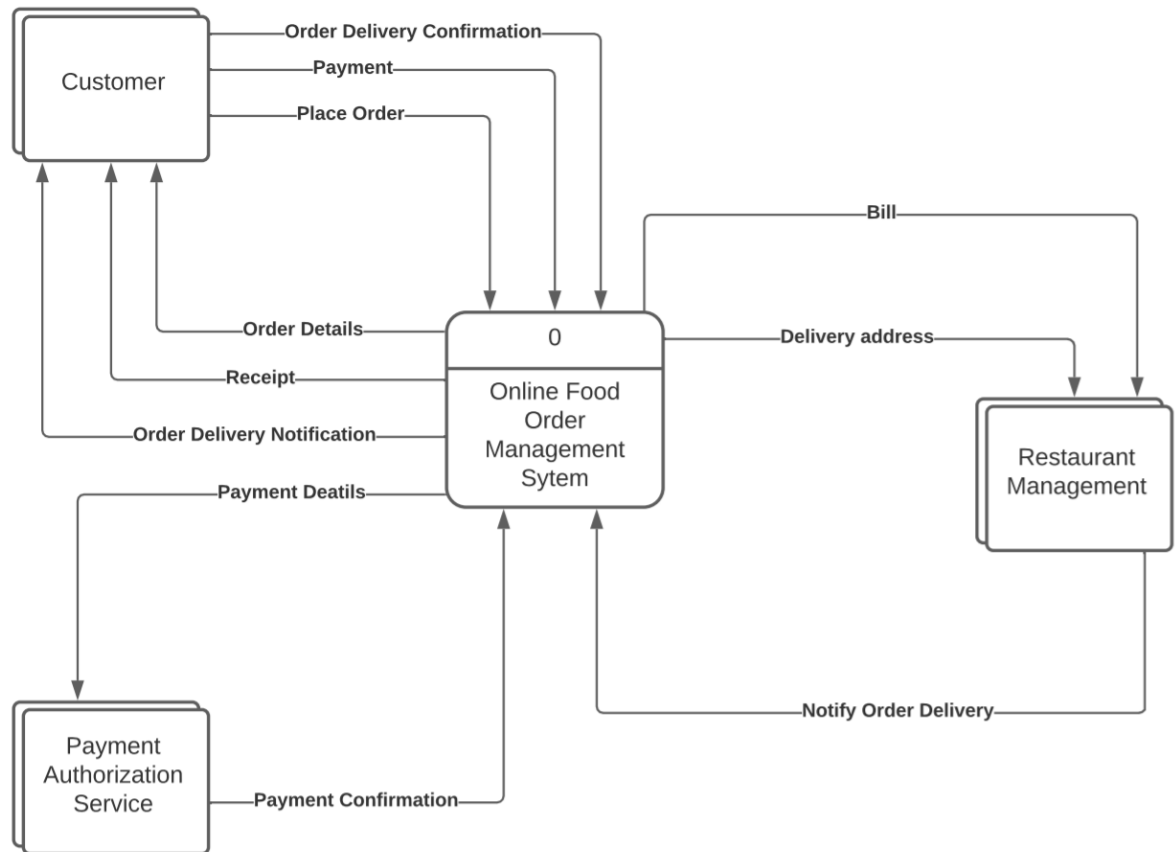 Order Delivery Confirmation
Customer
Payment
Place Order
Bill
Order Details
0
Delivery address
Receipt
Online Food
Order
Management
Sytem
Order Delivery Notification
Restaurant
Management
Payment Deatils
Notify Order Delivery
Payment
Authorization
Service
Payment Confirmation